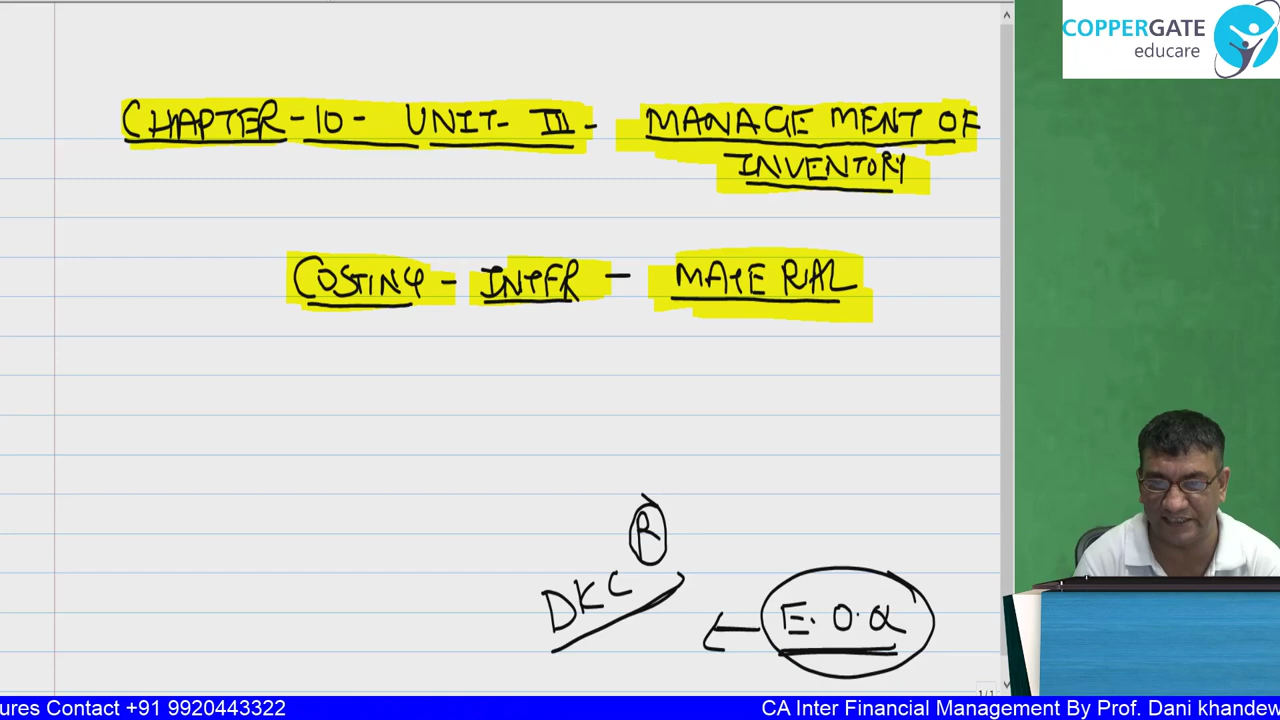 COPPERGATE
educare
CHAPTER-10- UNIT-III- MANAGEMENT OF
INVENTORY
COSTING - INTER - MATERIAL
R
DKC
E.O.Q
ures Contact +91 9920443322
CA Inter Financial Management By Prof. Dani khandew